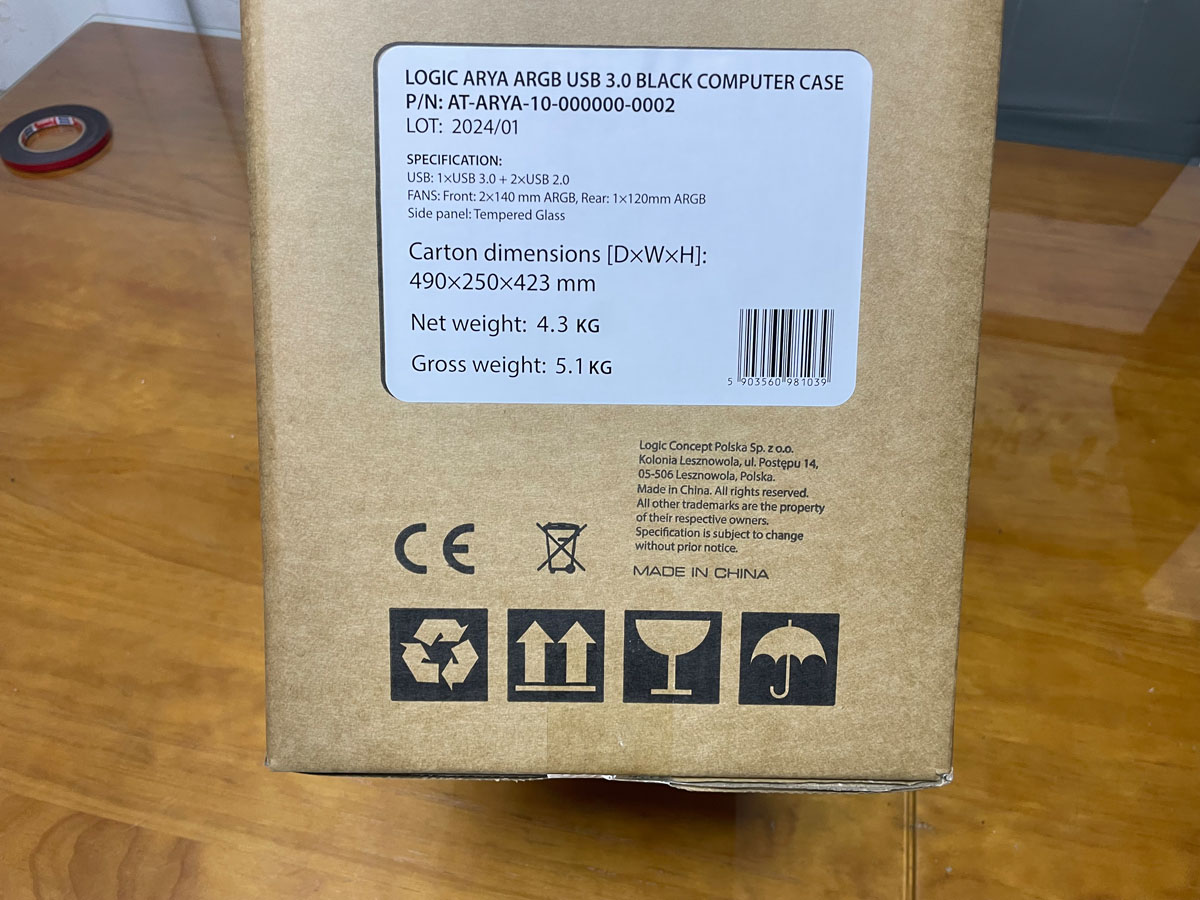 LOGIC ARYA ARGB USB 3.0 BLACK COMPUTER CASE
P/N: AT-ARYA-10-000000-0002
LOT: 2024/01
SPECIFICATION:
USB: 1×USB 3.0 + 2×USB 2.0
FANS: Front: 2×140 mm ARGB, Rear: 1×120mm ARGB
Side panel: Tempered Glass
Carton dimensions [D×W×H]:
490×250×423 mm
Net weight: 4.3 KG
Gross weight: 5.1 KG
5 903560 981039
Logic Concept Polska Sp. z o.o.
Kolonia Lesznowola, ul. Postępu 14,
05-506 Lesznowola, Polska.
Made in China. All rights reserved.
All other trademarks are the property
of their respective owners.
Specification is subject to change
without prior notice.
CE
MADE IN CHINA